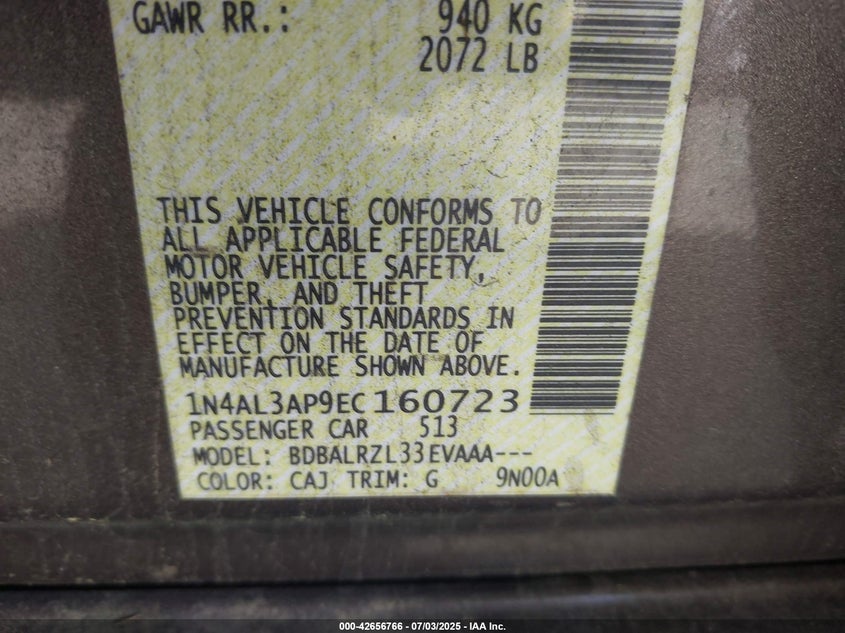 GAWR RR.: 940 KG
2072 LB
THIS VEHICLE CONFORMS TO
ALL APPLICABLE FEDERAL
MOTOR VEHICLE SAFETY,
BUMPER, AND THEFT
PREVENTION STANDARDS IN
EFFECT ON THE DATE OF
MANUFACTURE SHOWN ABOVE.
1N4AL3AP9EC160723
PASSENGER CAR 513
MODEL: BDBALRZL33EVAAA---
COLOR: CAJ TRIM: G 9N00A
000-42656766 - 07/03/2025 - IAA Inc.